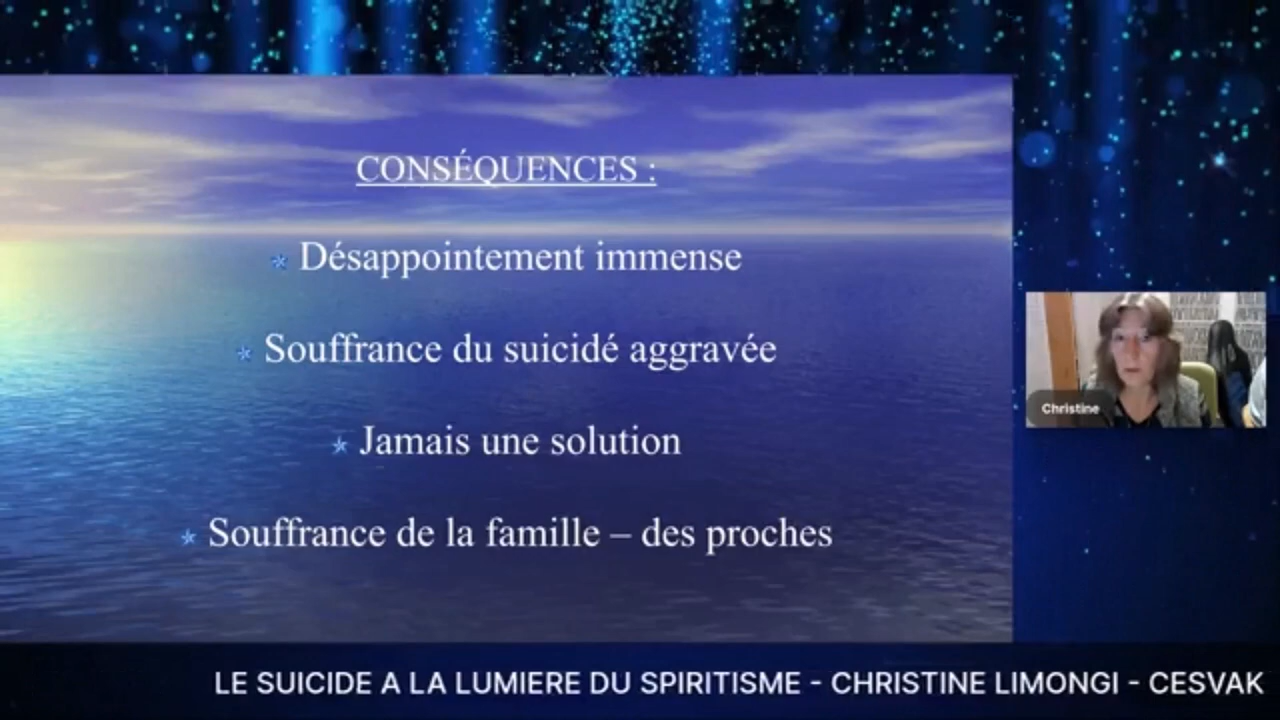 CONSÉQUENCES :
Désappointement immense
Souffrance du suicidé aggravée
Jamais une solution
Souffrance de la famille – des proches
Christine
LE SUICIDE A LA LUMIERE DU SPIRITISME - CHRISTINE LIMONGI - CESVAK